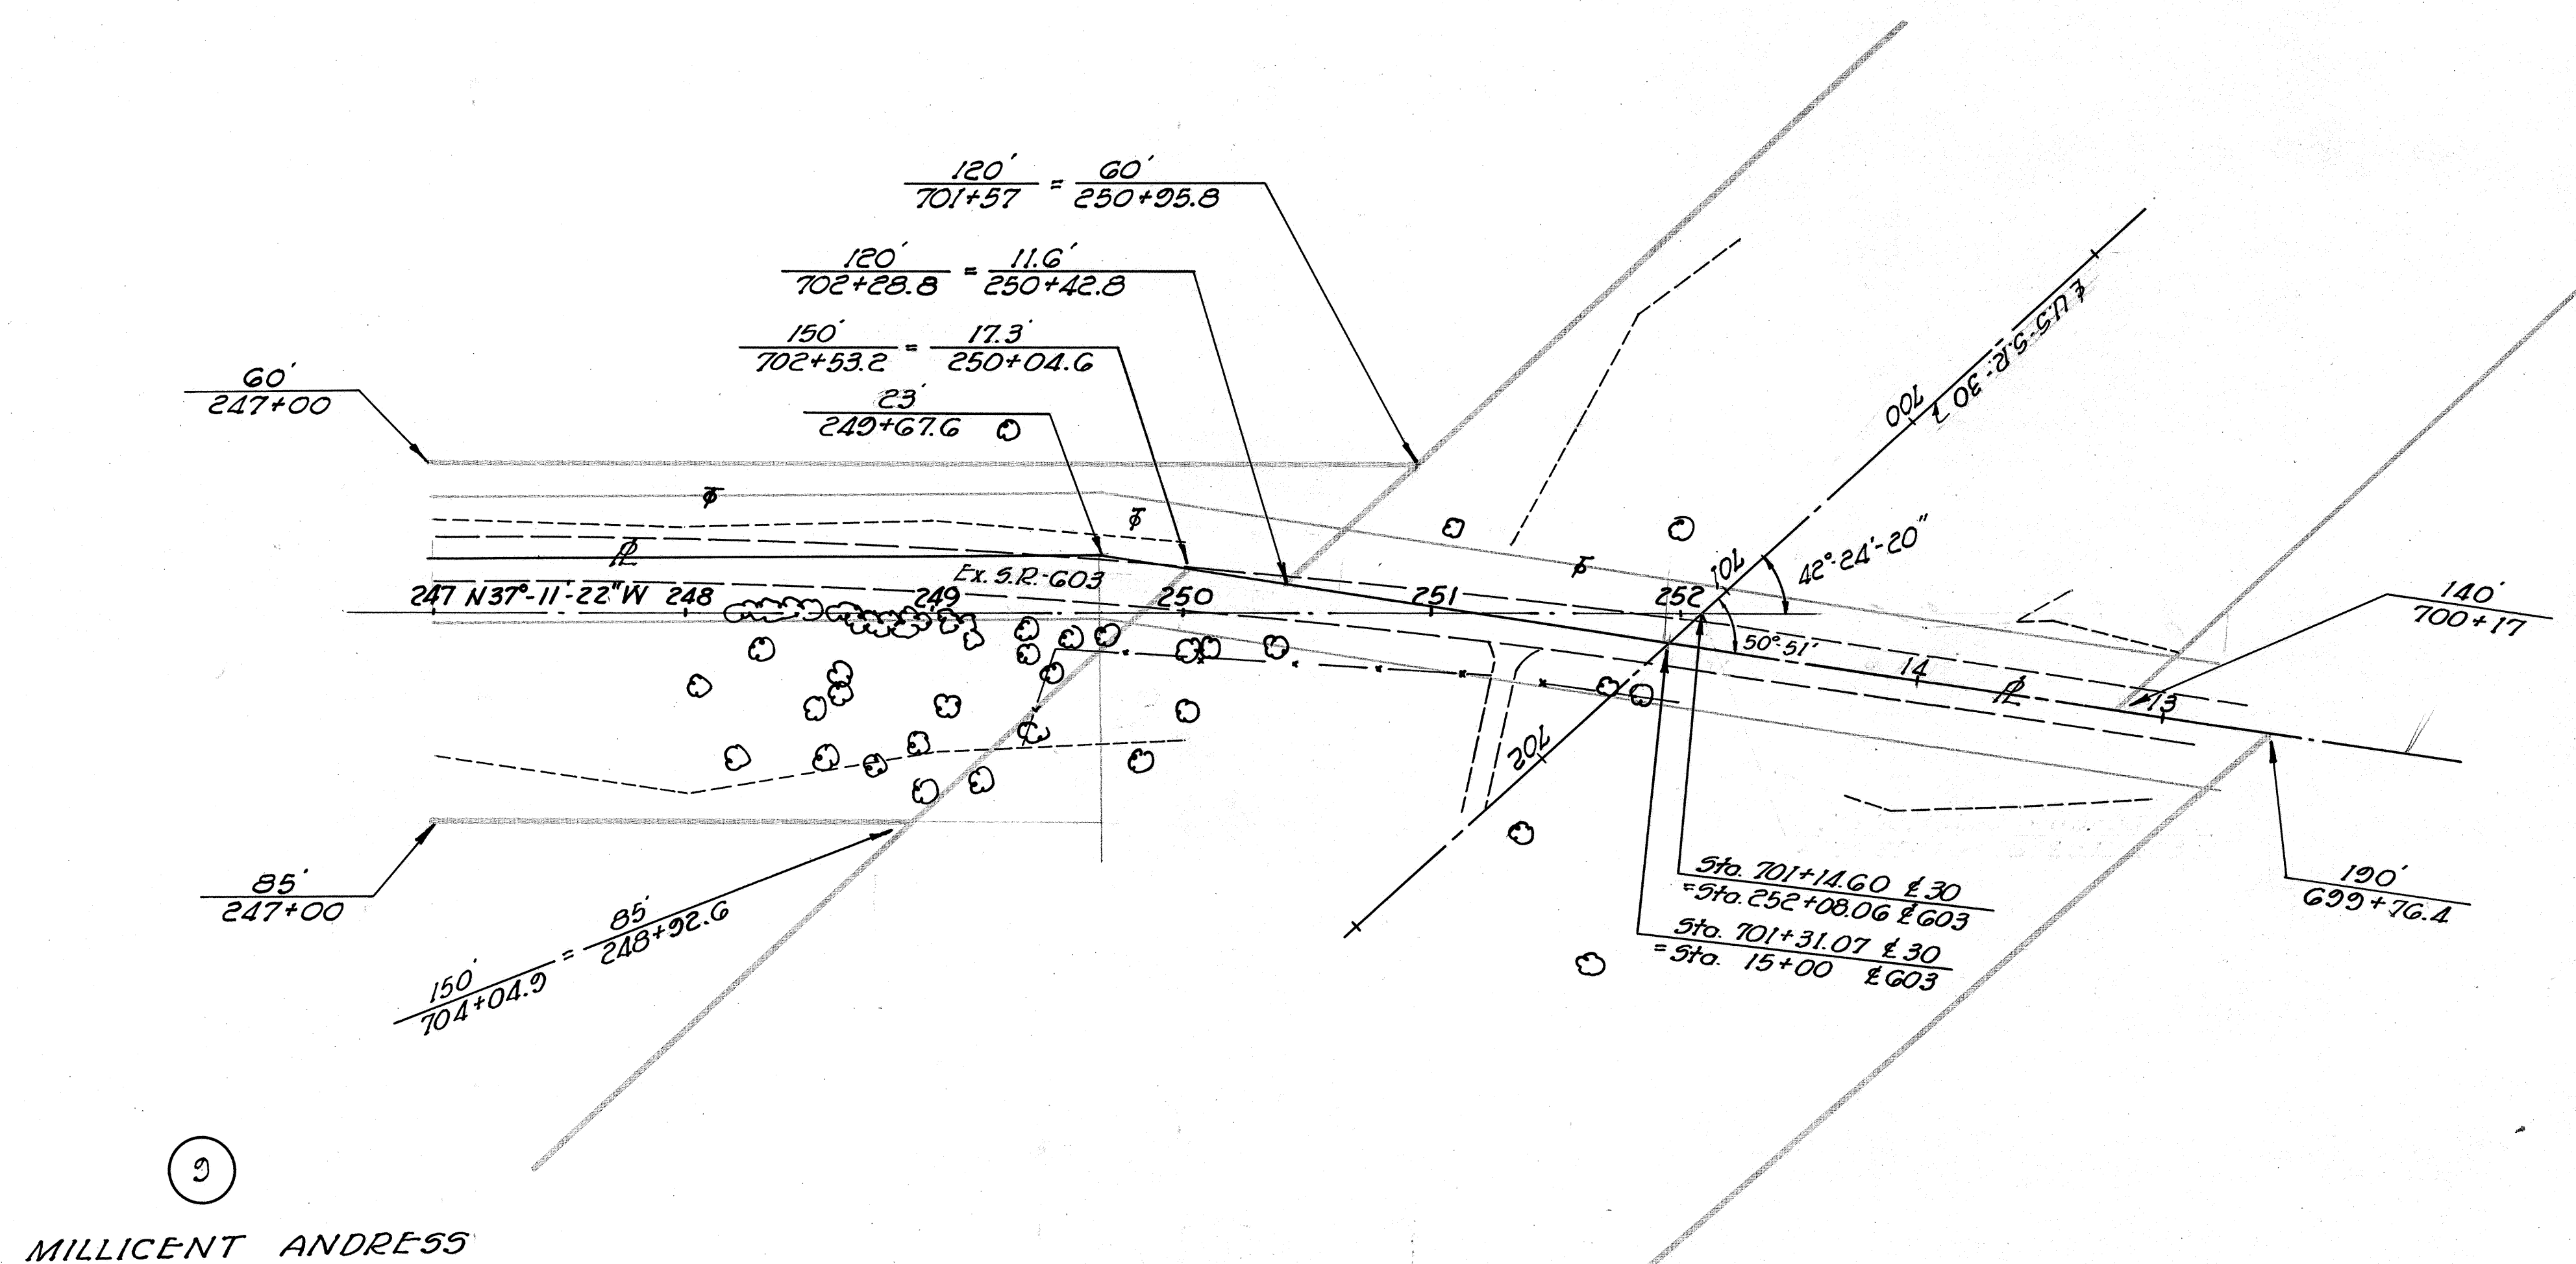 120' = 60'
701+57 250+95.8
120' = 11.6'
702+28.8 250+42.8
150' = 17.3'
702+53.2 250+04.6
23'
249+67.6
60'
247+00
℄ U.S.-S.R.-30
700
701
42°-24'-20"
Ex. S.R.-603
247 N37°-11'-22"W 248 249 250 251 252
50°-51'
14
13
140'
700+17
℄
℄
702
85'
247+00
150' = 85'
704+04.9 248+92.6
Sta. 701+14.60 ℄ 30
=Sta. 252+08.06 ℄ 603
Sta. 701+31.07 ℄ 30
=Sta. 15+00 ℄ 603
190'
699+76.4
9
MILLICENT ANDRESS